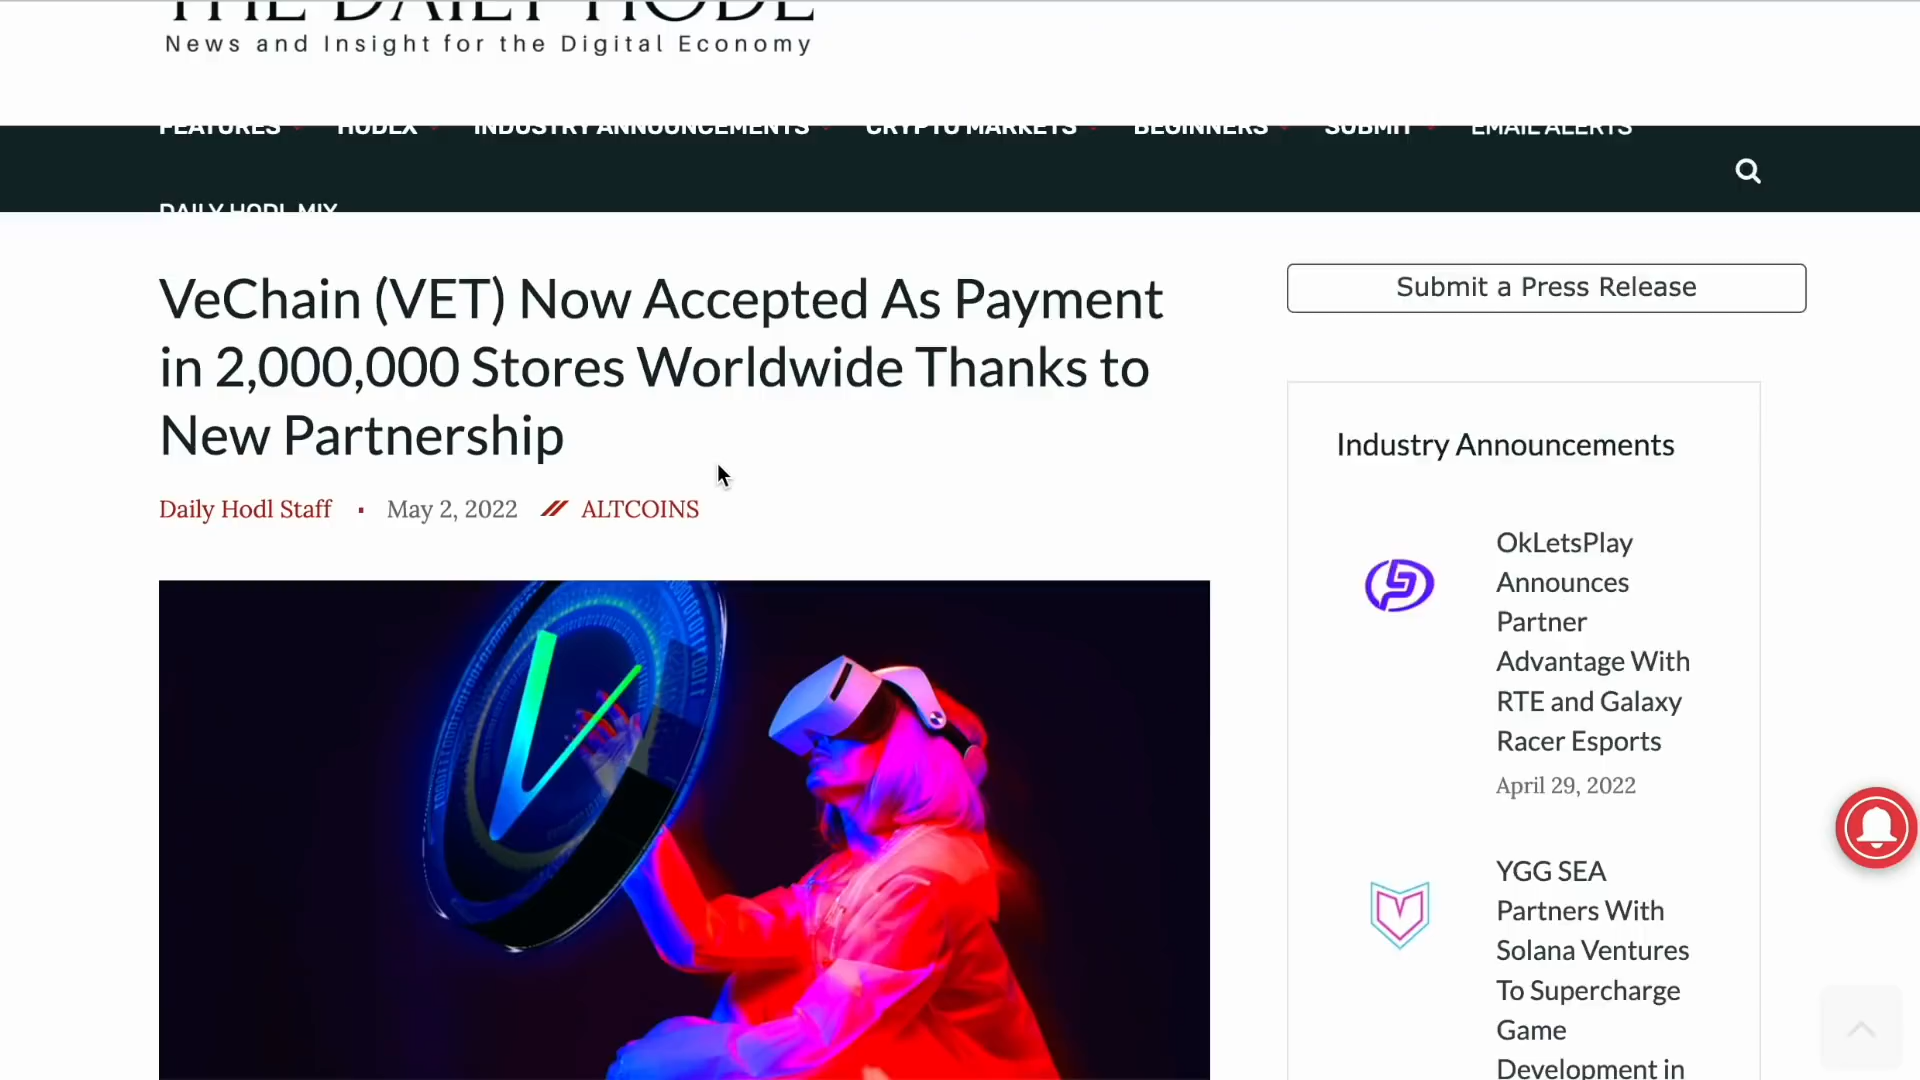 THE DAILY HODL
News and Insight for the Digital Economy
FEATURES HODLX INDUSTRY ANNOUNCEMENTS CRYPTO MARKETS BEGINNERS SUBMIT EMAIL ALERTS
DAILY HODL MIX
VeChain (VET) Now Accepted As Payment
in 2,000,000 Stores Worldwide Thanks to
New Partnership
Daily Hodl Staff · May 2, 2022 // ALTCOINS
Submit a Press Release
Industry Announcements
OkLetsPlay
Announces
Partner
Advantage With
RTE and Galaxy
Racer Esports
April 29, 2022
YGG SEA
Partners With
Solana Ventures
To Supercharge
Game
Development in